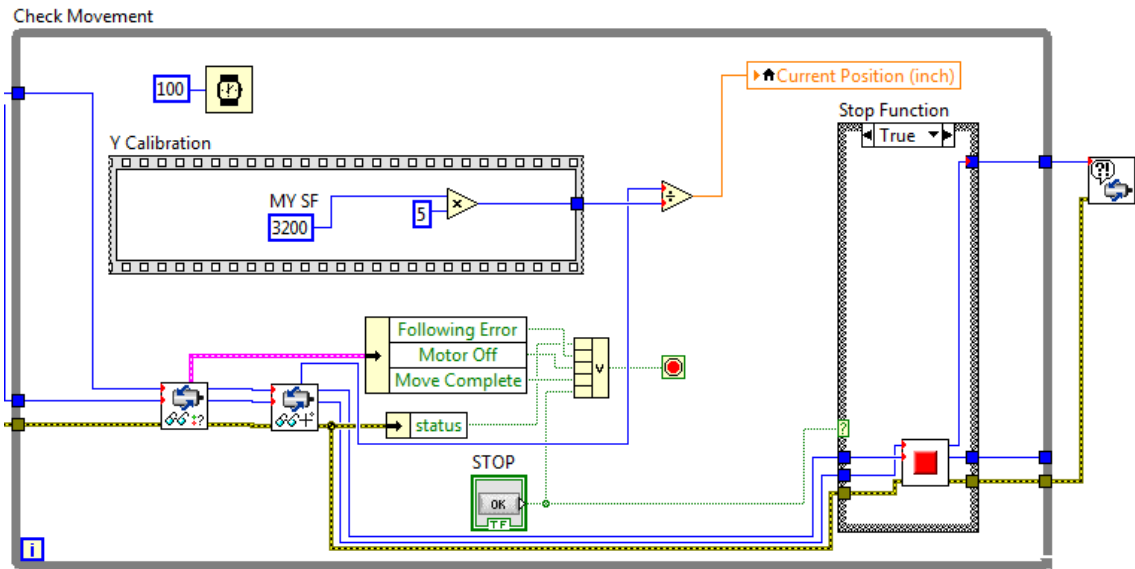 Check Movement
100
Current Position (inch)
Stop Function
True
Y Calibration
MY SF
3200
5
x
÷
?!
Following Error
Motor Off
Move Complete
v
?
status
?
STOP
OK
TF
i